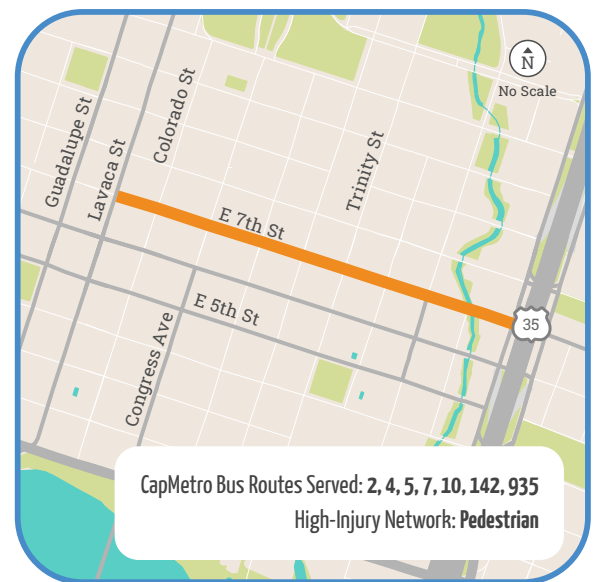 N
No Scale
Guadalupe St
Lavaca St
Colorado St
Trinity St
E 7th St
E 5th St
Congress Ave
35
CapMetro Bus Routes Served: 2, 4, 5, 7, 10, 142, 935
High-Injury Network: Pedestrian